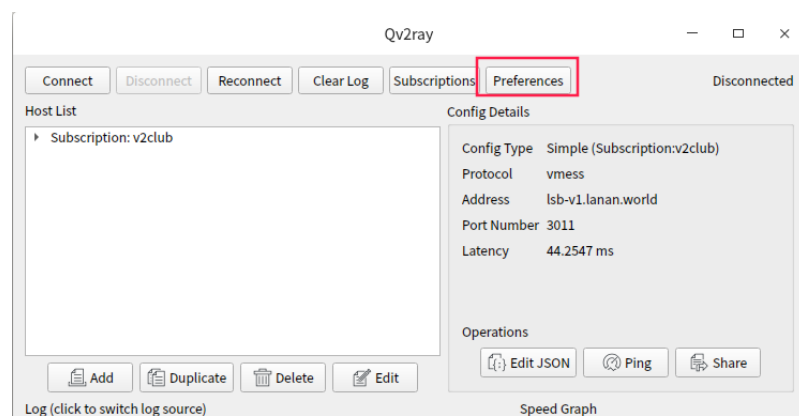 Qv2ray
Connect Disconnect Reconnect Clear Log Subscriptions Preferences Disconnected
Host List
Subscription: v2club
Add Duplicate Delete Edit
Log (click to switch log source)
Config Details
Config Type Simple (Subscription:v2club)
Protocol vmess
Address lsb-v1.lanan.world
Port Number 3011
Latency 44.2547 ms
Operations
Edit JSON Ping Share
Speed Graph